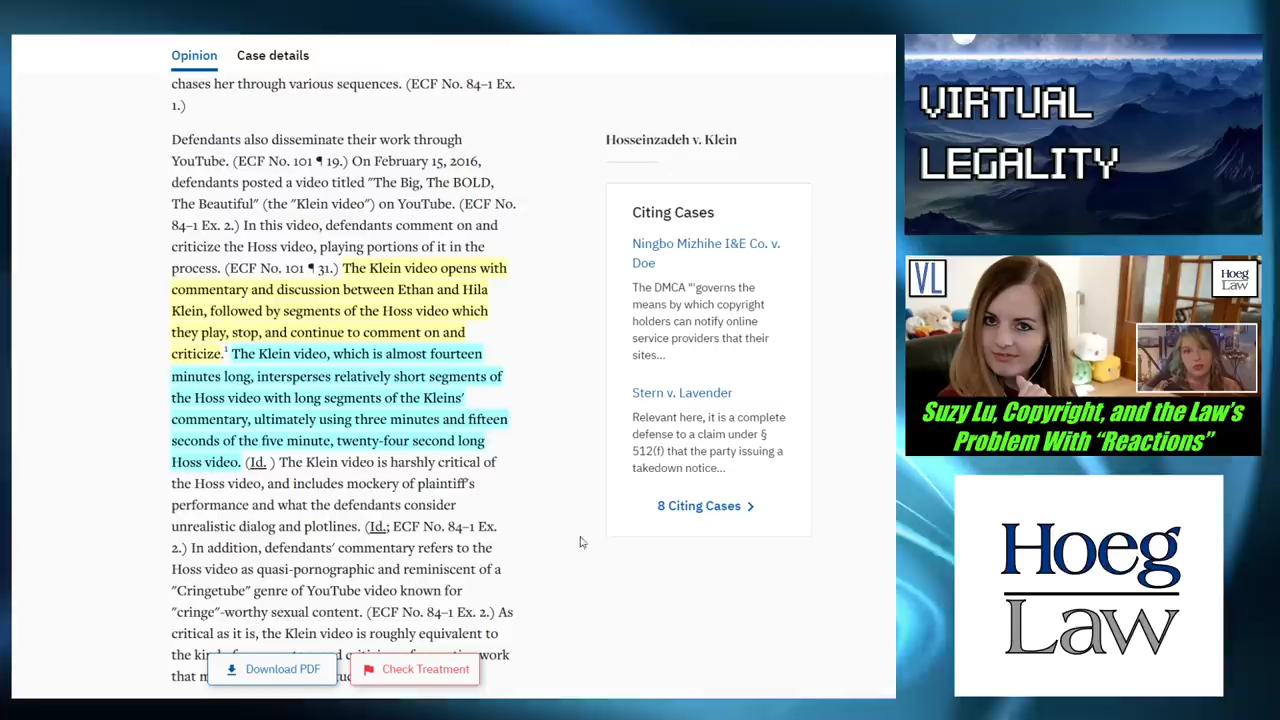 Opinion
Case details
chases her through various sequences. (ECF No. 84–1 Ex.
1.)
Defendants also disseminate their work through
YouTube. (ECF No. 101 ¶ 19.) On February 15, 2016,
defendants posted a video titled "The Big, The BOLD,
The Beautiful" (the "Klein video") on YouTube. (ECF No.
84–1 Ex. 2.) In this video, defendants comment on and
criticize the Hoss video, playing portions of it in the
process. (ECF No. 101 ¶ 31.) The Klein video opens with
commentary and discussion between Ethan and Hila
Klein, followed by segments of the Hoss video which
they play, stop, and continue to comment on and
criticize.1 The Klein video, which is almost fourteen
minutes long, intersperses relatively short segments of
the Hoss video with long segments of the Kleins'
commentary, ultimately using three minutes and fifteen
seconds of the five minute, twenty-four second long
Hoss video. (Id. ) The Klein video is harshly critical of
the Hoss video, and includes mockery of plaintiff's
performance and what the defendants consider
unrealistic dialog and plotlines. (Id.; ECF No. 84–1 Ex.
2.) In addition, defendants' commentary refers to the
Hoss video as quasi-pornographic and reminiscent of a
"Cringetube" genre of YouTube video known for
"cringe"-worthy sexual content. (ECF No. 84–1 Ex. 2.) As
critical as it is, the Klein video is roughly equivalent to
the work
that
Download PDF
Check Treatment
Hosseinzadeh v. Klein
Citing Cases
Ningbo Mizhihe I&E Co. v.
Doe
The DMCA "'governs the
means by which copyright
holders can notify online
service providers that their
sites...
Stern v. Lavender
Relevant here, it is a complete
defense to a claim under §
512(f) that the party issuing a
takedown notice...
8 Citing Cases
VIRTUAL
LEGALITY
VL
Hoeg
Law
Suzy Lu, Copyright, and the Law's
Problem With "Reactions"
Hoeg
Law